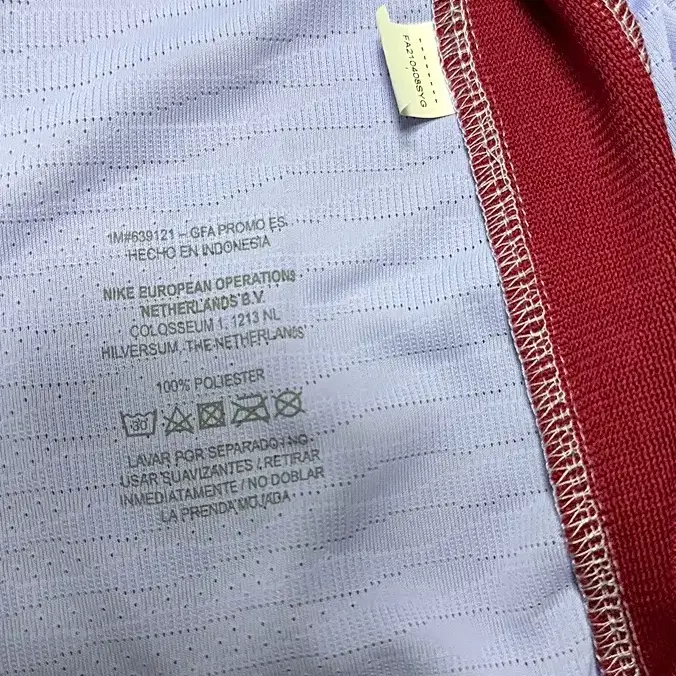 FA210408SYG
1M#639121 - GFA PROMO ES
HECHO EN INDONESIA
NIKE EUROPEAN OPERATIONS
NETHERLANDS B.V.
COLOSSEUM 1, 1213 NL
HILVERSUM, THE NETHERLANDS
100% POLIESTER
30
LAVAR POR SEPARADO / NO
USAR SUAVIZANTES / RETIRAR
INMEDIATAMENTE / NO DOBLAR
LA PRENDA MOJADA